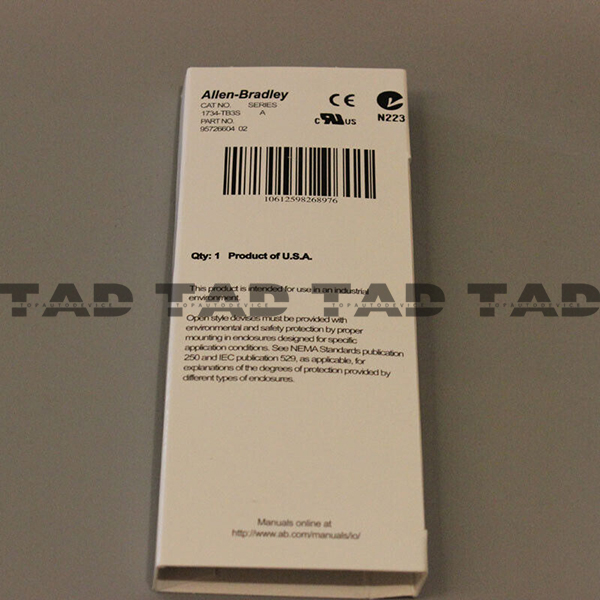 Allen-Bradley
CAT NO. SERIES
1734-TB3S A
PART NO.
95726604 02
CE
c UL US
N223
10612598268976
Qty: 1 Product of U.S.A.
This product is intended for use in an industrial
environment.
TAD TAD TAD TAD
TOPAUTODEVICE TOPAUTODEVICE
Open style devises must be provided with
environmental and safety protection by proper
mounting in enclosures designed for specific
application conditions. See NEMA Standards publication
250 and IEC publication 529, as applicable, for
explanations of the degrees of protection provided by
different types of enclosures.
Manuals online at
http://www.ab.com/manuals/io/